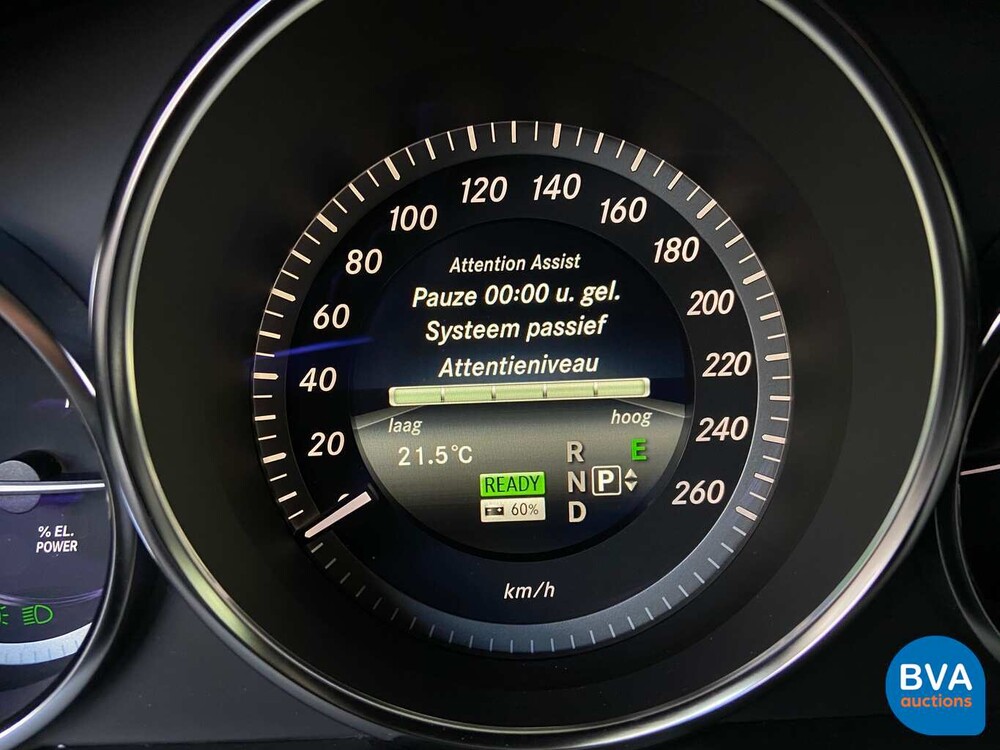 120 140
100 160
80 180
60 200
40 220
20 240
260
Attention Assist
Pauze 00:00 u. gel.
Systeem passief
Attentieniveau
laag hoog
21.5°C
R E
READY N P
60% D
km/h
% EL.
POWER
BVA
auctions